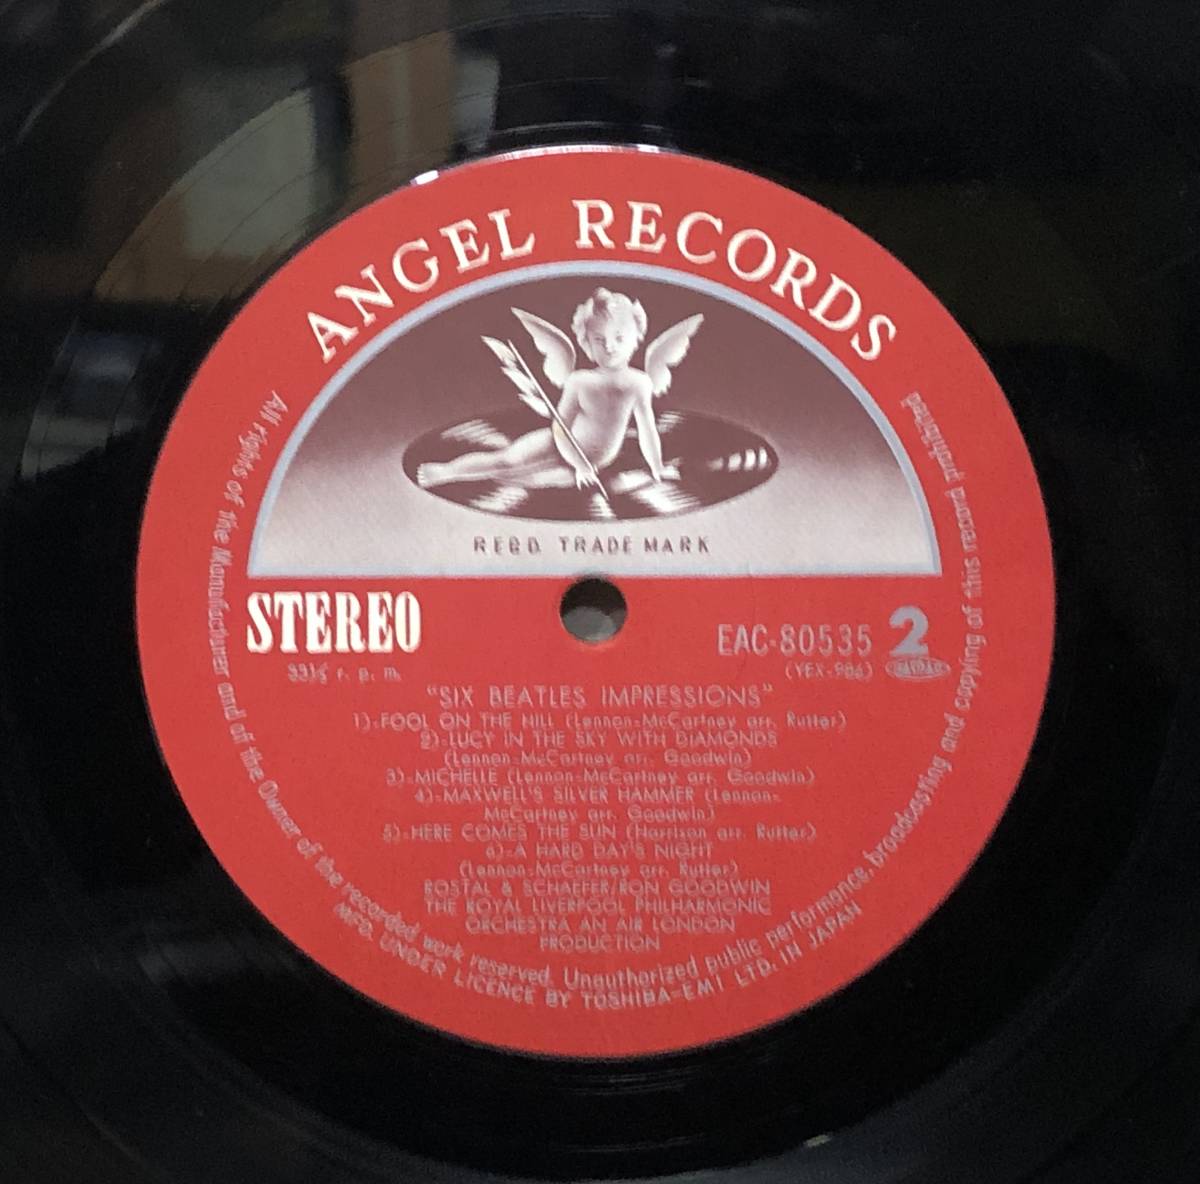 ANGEL RECORDS
REGD. TRADE MARK
STEREO
33⅓ r. p. m.
EAC-80535 2
(YEX-986)
"SIX BEATLES IMPRESSIONS"
1)-FOOL ON THE HILL (Lennon-McCartney arr. Rutter)
2)-LUCY IN THE SKY WITH DIAMONDS
(Lennon-McCartney arr. Goodwin)
3)-MICHELLE (Lennon-McCartney arr. Goodwin)
4)-MAXWELL'S SILVER HAMMER (Lennon-
McCartney arr. Goodwin)
5)-HERE COMES THE SUN (Harrison arr. Rutter)
6)-A HARD DAY'S NIGHT
(Lennon-McCartney arr. Rutter)
ROSTAL & SCHAEFER/RON GOODWIN
THE ROYAL LIVERPOOL PHILHARMONIC
ORCHESTRA AN AIR LONDON
PRODUCTION
All rights of the Manufacturer and of the Owner of the recorded work reserved. Unauthorized public performance, broadcasting and copying of this record prohibited
MFD. UNDER LICENCE BY TOSHIBA-EMI LTD. IN JAPAN